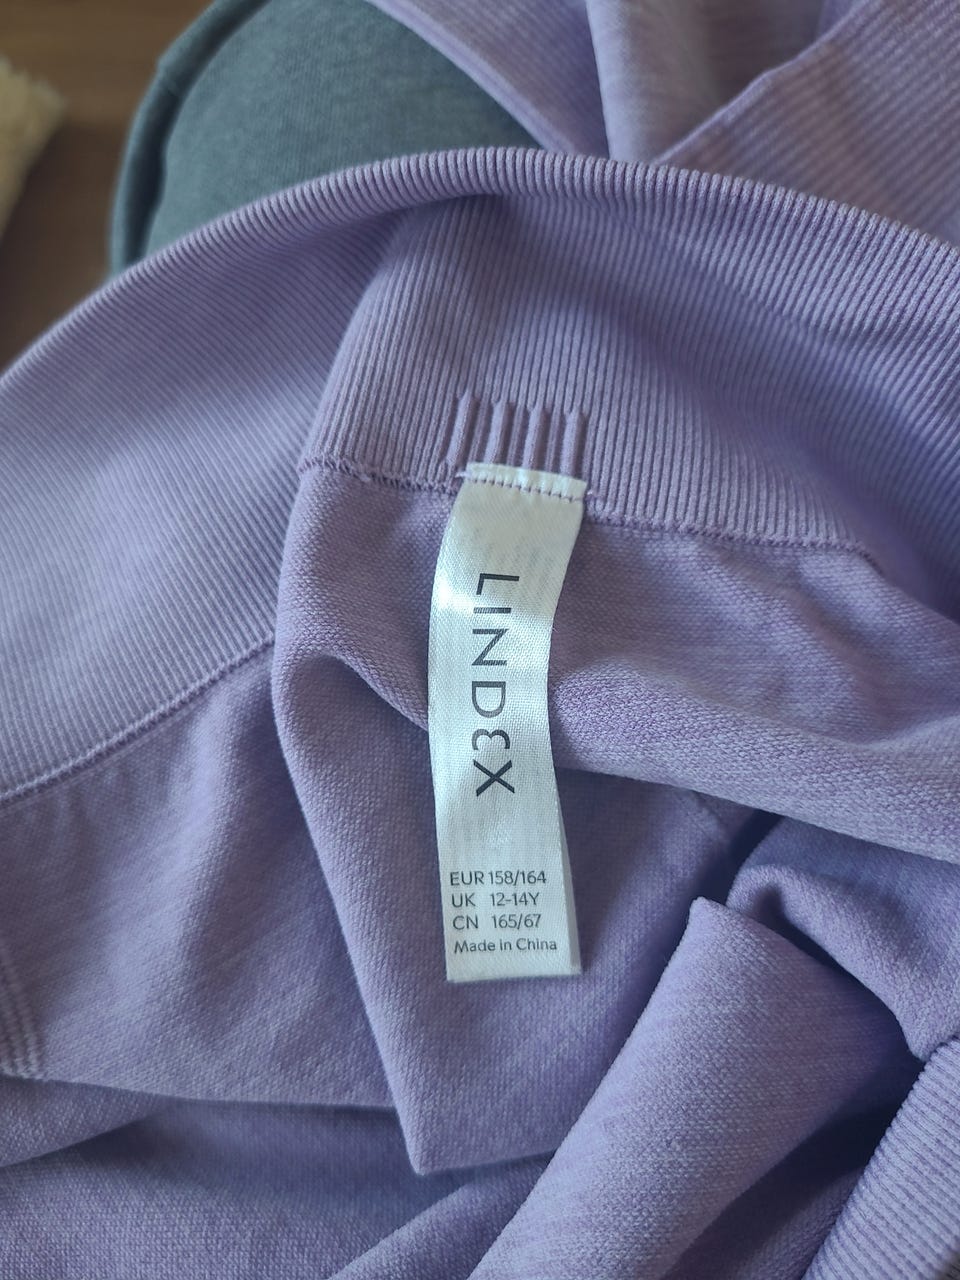 LINDEX
EUR 158/164
UK 12-14Y
CN 165/67
Made in China